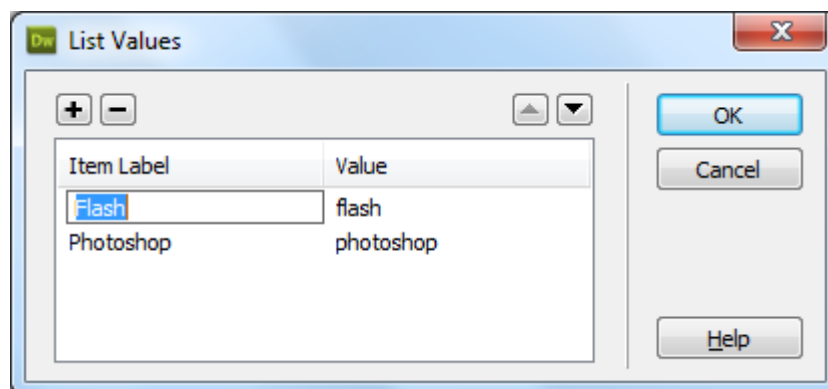 Dw List Values
+ − OK
Item Label Value Cancel
Flash flash
Photoshop photoshop
Help